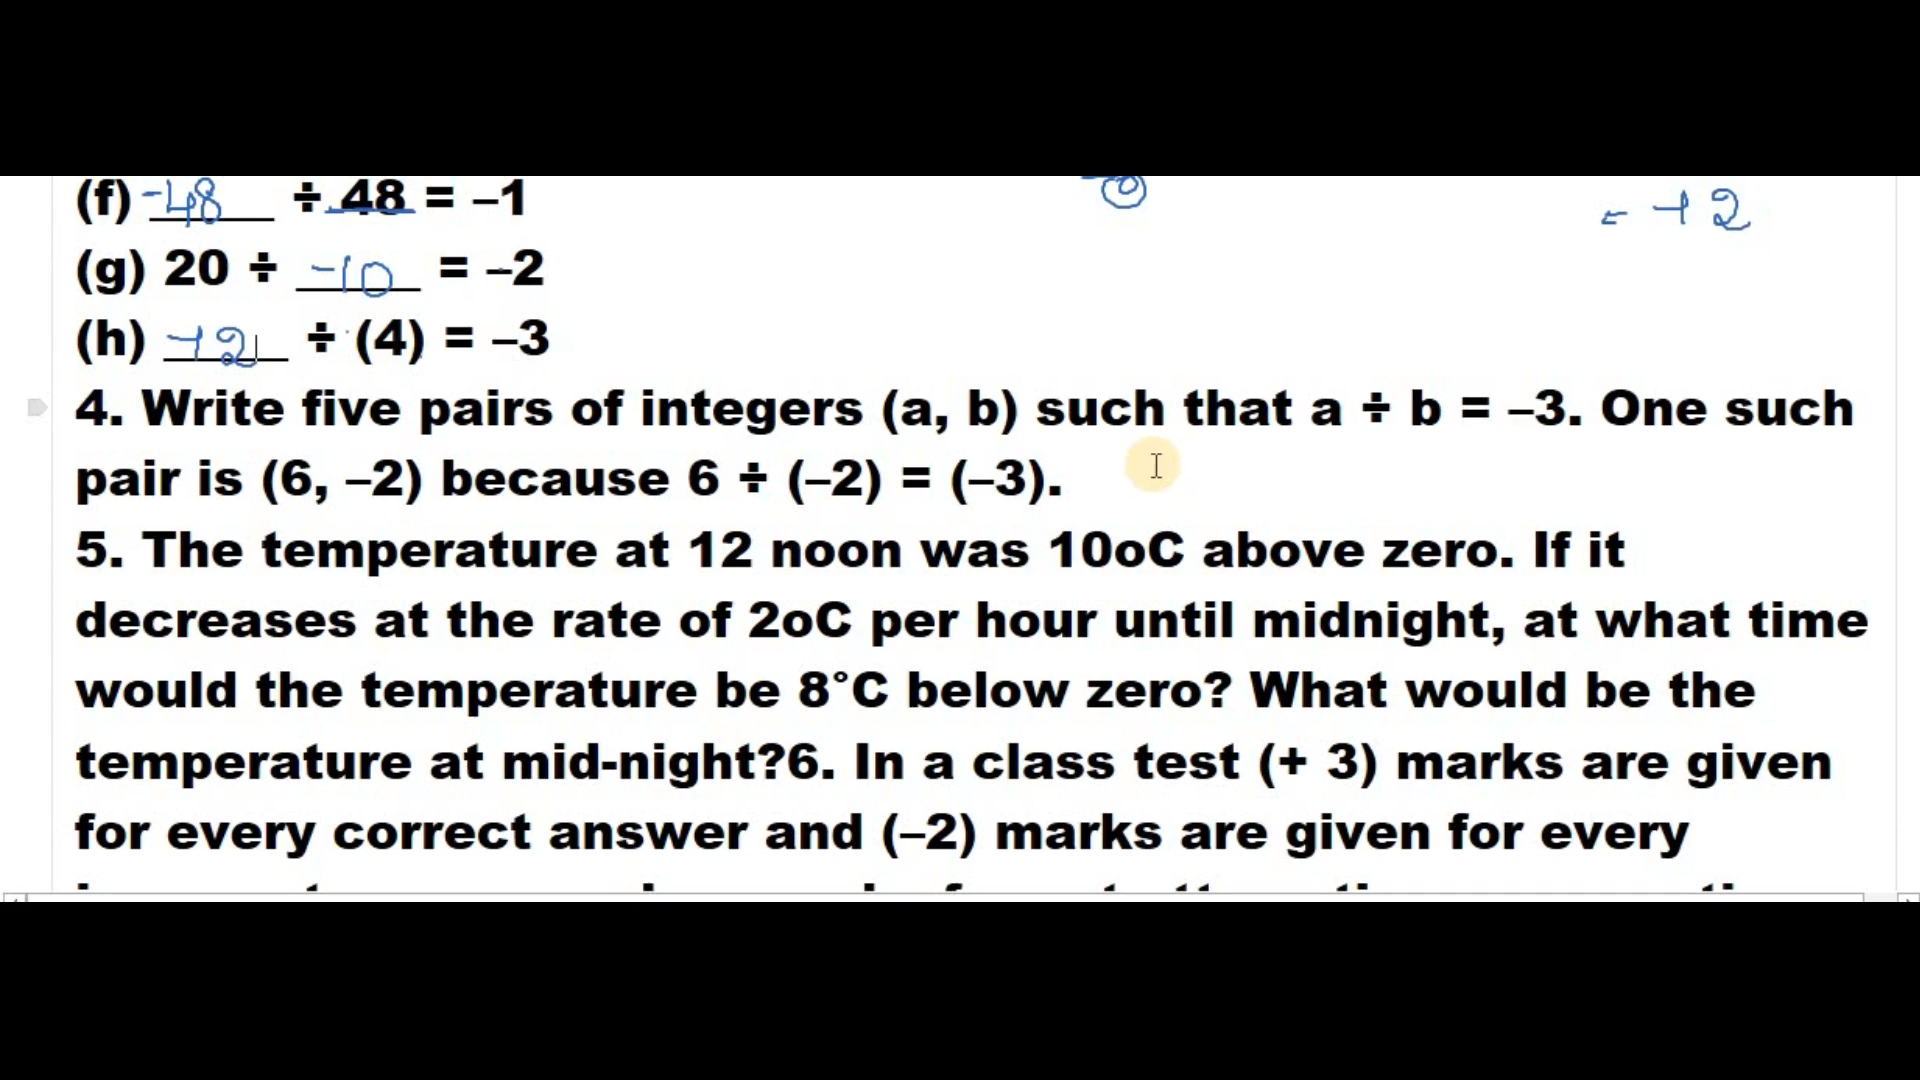 (f) -48 ÷ 48 = –1
= -12
(g) 20 ÷ -10 = –2
(h) -12 ÷ (4) = –3
4. Write five pairs of integers (a, b) such that a ÷ b = –3. One such
pair is (6, –2) because 6 ÷ (–2) = (–3).
5. The temperature at 12 noon was 10oC above zero. If it
decreases at the rate of 2oC per hour until midnight, at what time
would the temperature be 8°C below zero? What would be the
temperature at mid-night?6. In a class test (+ 3) marks are given
for every correct answer and (–2) marks are given for every